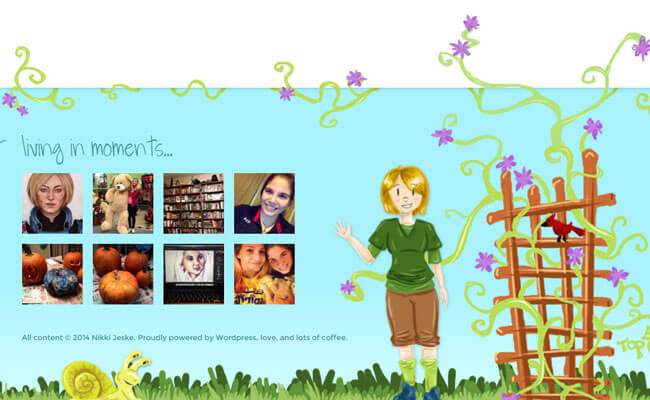 living in moments...
All content © 2014 Nikki Jeske. Proudly powered by Wordpress, love, and lots of coffee.
Top